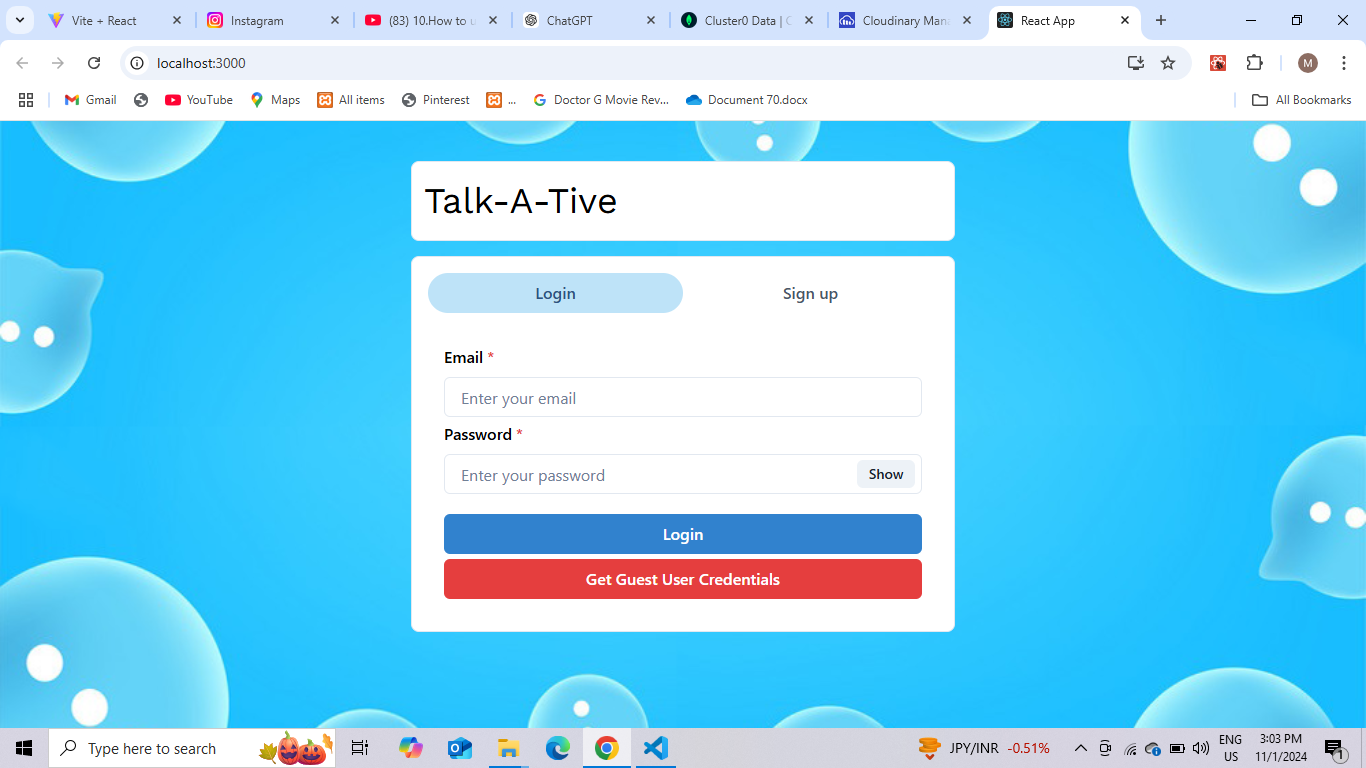 Vite + React
Instagram
(83) 10.How to u
ChatGPT
Cluster0 Data | C
Cloudinary Mana
React App
localhost:3000
M
Gmail
YouTube
Maps
All items
Pinterest
...
Doctor G Movie Rev...
Document 70.docx
All Bookmarks
Talk-A-Tive
Login
Sign up
Email *
Enter your email
Password *
Enter your password
Show
Login
Get Guest User Credentials
Type here to search
JPY/INR -0.51%
ENG
US
3:03 PM
11/1/2024
1